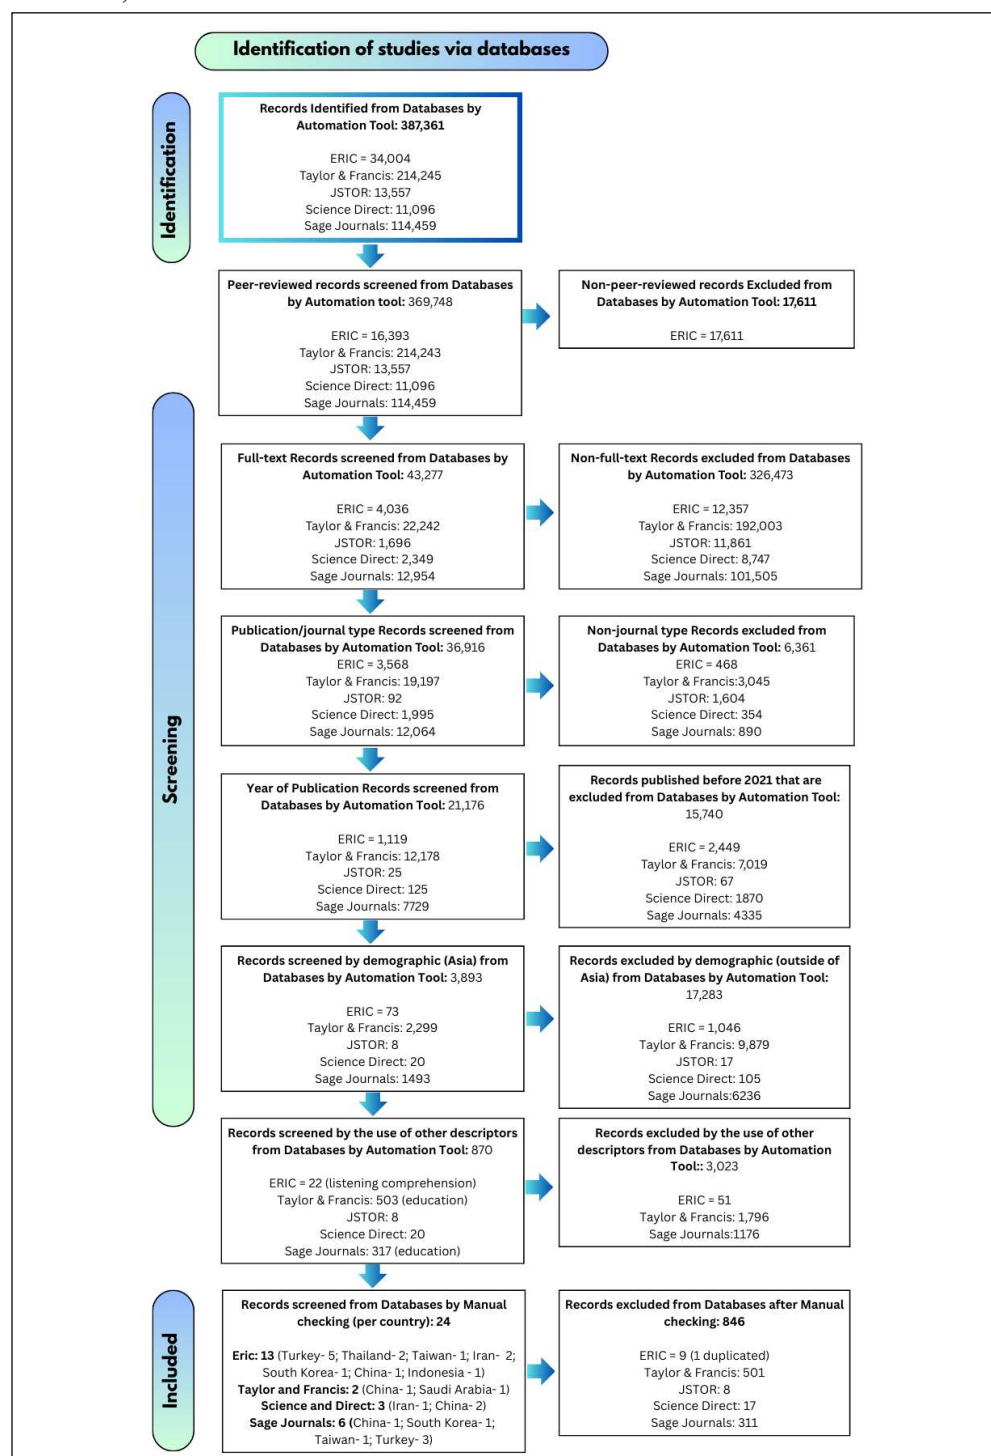 Identification of studies via databases
Identification
Records Identified from Databases by
Automation Tool: 387,361
ERIC = 34,004
Taylor & Francis: 214,245
JSTOR: 13,557
Science Direct: 11,096
Sage Journals: 114,459
Peer-reviewed records screened from Databases
by Automation tool: 369,748
ERIC = 16,393
Taylor & Francis: 214,243
JSTOR: 13,557
Science Direct: 11,096
Sage Journals: 114,459
Non-peer-reviewed records Excluded from
Databases by Automation Tool: 17,611
ERIC = 17,611
Screening
Full-text Records screened from Databases by
Automation Tool: 43,277
ERIC = 4,036
Taylor & Francis: 22,242
JSTOR: 1,696
Science Direct: 2,349
Sage Journals: 12,954
Non-full-text Records excluded from Databases
by Automation Tool: 326,473
ERIC = 12,357
Taylor & Francis: 192,003
JSTOR: 11,861
Science Direct: 8,747
Sage Journals: 101,505
Publication/journal type Records screened from
Databases by Automation Tool: 36,916
ERIC = 3,568
Taylor & Francis: 19,197
JSTOR: 92
Science Direct: 1,995
Sage Journals: 12,064
Non-journal type Records excluded from
Databases by Automation Tool: 6,361
ERIC = 468
Taylor & Francis:3,045
JSTOR: 1,604
Science Direct: 354
Sage Journals: 890
Year of Publication Records screened from
Databases by Automation Tool: 21,176
ERIC = 1,119
Taylor & Francis: 12,178
JSTOR: 25
Science Direct: 125
Sage Journals: 7729
Records published before 2021 that are
excluded from Databases by Automation Tool:
15,740
ERIC = 2,449
Taylor & Francis: 7,019
JSTOR: 67
Science Direct: 1870
Sage Journals: 4335
Records screened by demographic (Asia) from
Databases by Automation Tool: 3,893
ERIC = 73
Taylor & Francis: 2,299
JSTOR: 8
Science Direct: 20
Sage Journals: 1493
Records excluded by demographic (outside of
Asia) from Databases by Automation Tool:
17,283
ERIC = 1,046
Taylor & Francis: 9,879
JSTOR: 17
Science Direct: 105
Sage Journals:6236
Records screened by the use of other descriptors
from Databases by Automation Tool: 870
ERIC = 22 (listening comprehension)
Taylor & Francis: 503 (education)
JSTOR: 8
Science Direct: 20
Sage Journals: 317 (education)
Records excluded by the use of other
descriptors from Databases by Automation
Tool:: 3,023
ERIC = 51
Taylor & Francis: 1,796
Sage Journals:1176
Included
Records screened from Databases by Manual
checking (per country): 24
Eric: 13 (Turkey- 5; Thailand- 2; Taiwan- 1; Iran- 2;
South Korea- 1; China- 1; Indonesia - 1)
Taylor and Francis: 2 (China- 1; Saudi Arabia- 1)
Science and Direct: 3 (Iran- 1; China- 2)
Sage Journals: 6 (China- 1; South Korea- 1;
Taiwan- 1; Turkey- 3)
Records excluded from Databases after Manual
checking: 846
ERIC = 9 (1 duplicated)
Taylor & Francis: 501
JSTOR: 8
Science Direct: 17
Sage Journals: 311